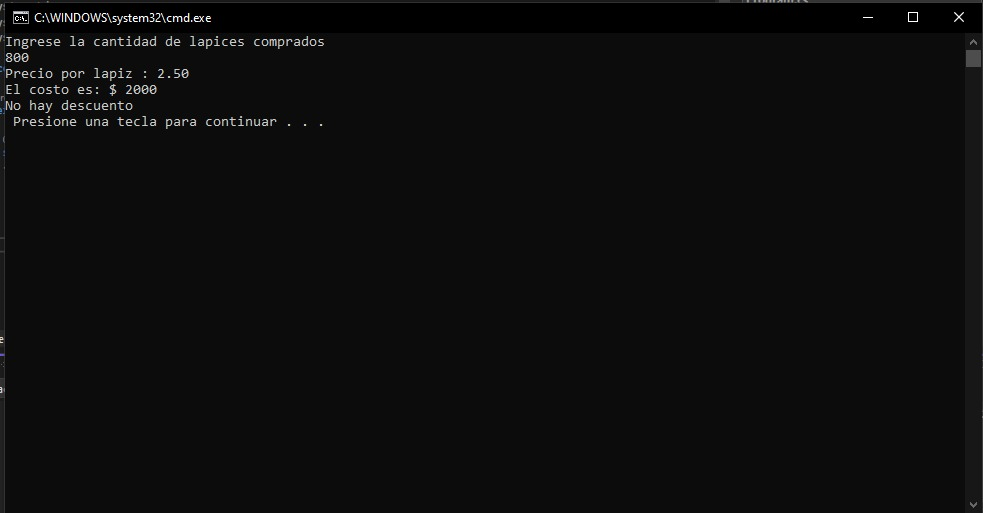 C:\WINDOWS\system32\cmd.exe
Ingrese la cantidad de lapices comprados
800
Precio por lapiz : 2.50
El costo es: $ 2000
No hay descuento
Presione una tecla para continuar . . .